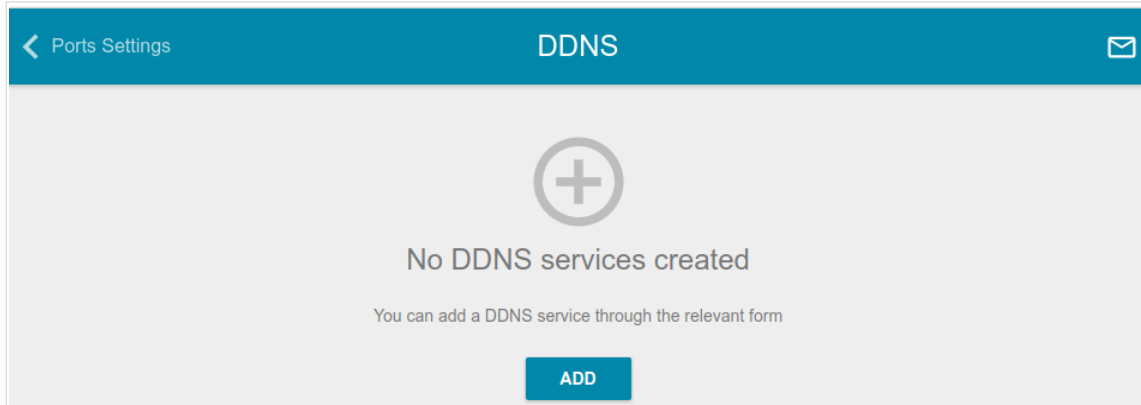 Ports Settings
DDNS
No DDNS services created
You can add a DDNS service through the relevant form
ADD